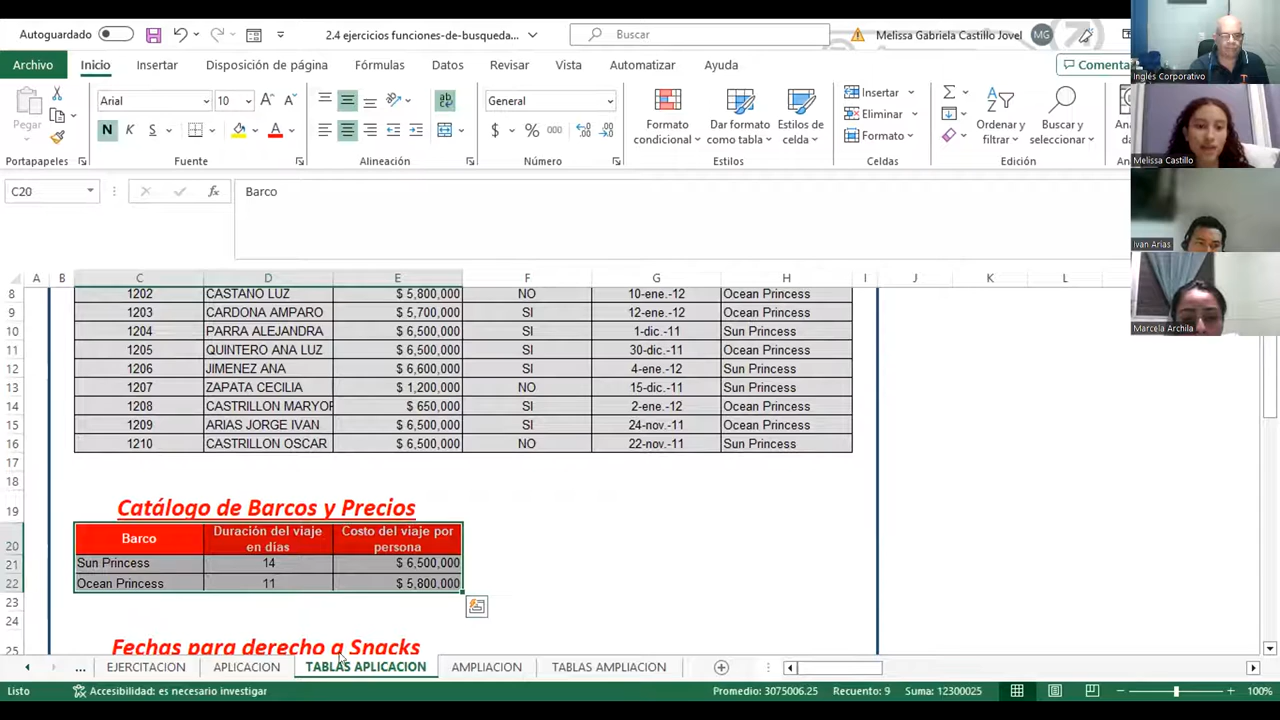 Autoguardado
2.4 ejercicios funciones-de-busqueda...
Buscar
Melissa Gabriela Castillo Jovel
MG
Archivo
Inicio
Insertar
Disposición de página
Fórmulas
Datos
Revisar
Vista
Automatizar
Ayuda
Comenta
Pegar
Arial
10
N K S
General
$ % 000
Formato condicional
Dar formato como tabla
Estilos de celda
Insertar
Eliminar
Formato
Ordenar y filtrar
Buscar y seleccionar
Portapapeles
Fuente
Alineación
Número
Estilos
Celdas
Edición
C20
fx
Barco
A B C D E F G H I J K L
8 1202 CASTAÑO LUZ $ 5,800,000 NO 10-ene.-12 Ocean Princess
9 1203 CARDONA AMPARO $ 5,700,000 SI 12-ene.-12 Ocean Princess
10 1204 PARRA ALEJANDRA $ 6,500,000 SI 1-dic.-11 Sun Princess
11 1205 QUINTERO ANA LUZ $ 6,500,000 SI 30-dic.-11 Ocean Princess
12 1206 JIMENEZ ANA $ 6,600,000 SI 4-ene.-12 Sun Princess
13 1207 ZAPATA CECILIA $ 1,200,000 NO 15-dic.-11 Sun Princess
14 1208 CASTRILLON MARYOR $ 650,000 SI 2-ene.-12 Ocean Princess
15 1209 ARIAS JORGE IVAN $ 6,500,000 SI 24-nov.-11 Ocean Princess
16 1210 CASTRILLON OSCAR $ 6,500,000 NO 22-nov.-11 Sun Princess
17
18
19 Catálogo de Barcos y Precios
20 Barco Duración del viaje en días Costo del viaje por persona
21 Sun Princess 14 $ 6,500,000
22 Ocean Princess 11 $ 5,800,000
23
24
25 Fechas para derecho a Snacks
... EJERCITACION APLICACION TABLAS APLICACION AMPLIACION TABLAS AMPLIACION
Listo
Accesibilidad: es necesario investigar
Promedio: 3075006.25 Recuento: 9 Suma: 12300025
100%
Inglés Corporativo
Melissa Castillo
Ivan Arias
Marcela Archila